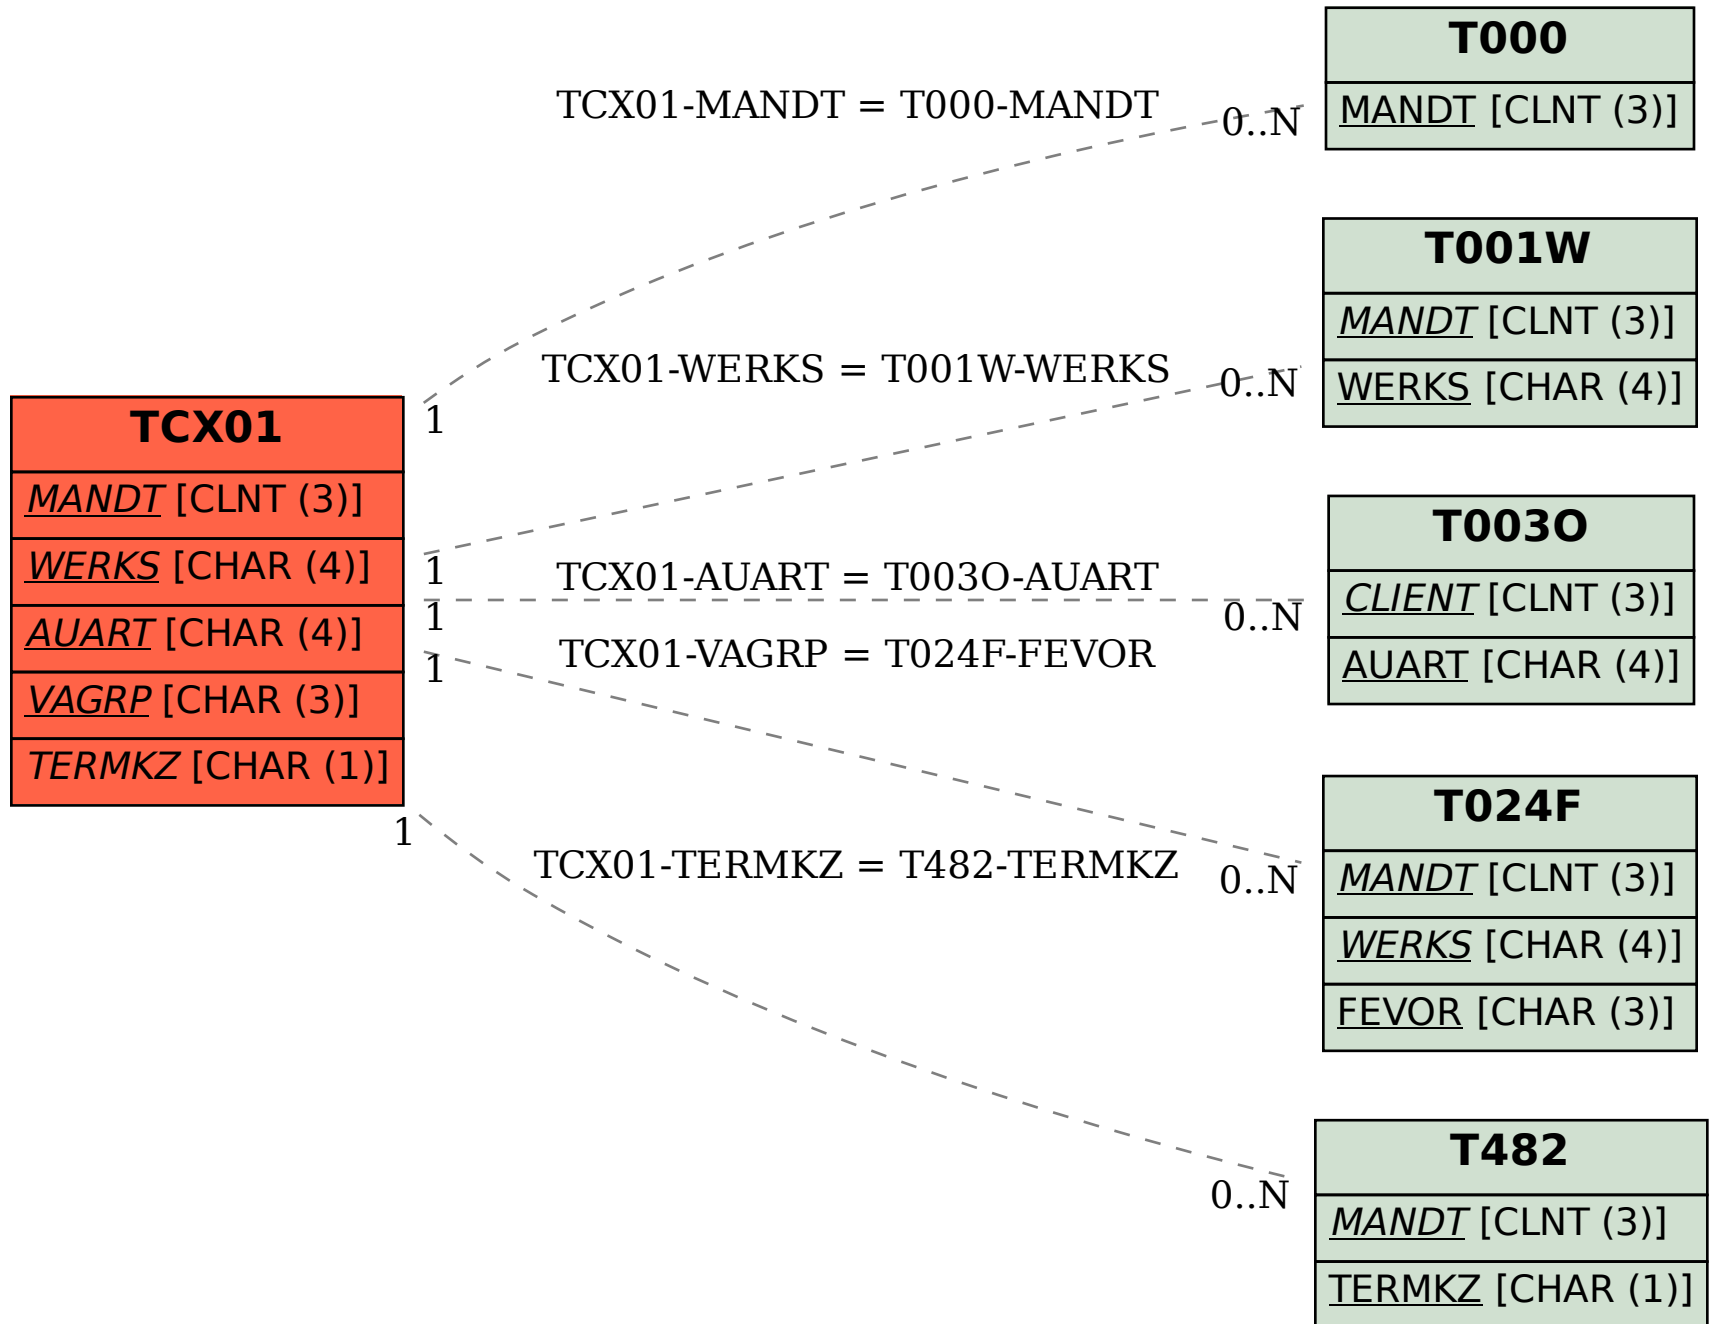 TCX01
MANDT [CLNT (3)]
WERKS [CHAR (4)]
AUART [CHAR (4)]
VAGRP [CHAR (3)]
TERMKZ [CHAR (1)]
TCX01-MANDT = T000-MANDT
1
0..N
TCX01-WERKS = T001W-WERKS
1
0..N
TCX01-AUART = T003O-AUART
1
0..N
TCX01-VAGRP = T024F-FEVOR
1
0..N
TCX01-TERMKZ = T482-TERMKZ
1
0..N
T000
MANDT [CLNT (3)]
T001W
MANDT [CLNT (3)]
WERKS [CHAR (4)]
T003O
CLIENT [CLNT (3)]
AUART [CHAR (4)]
T024F
MANDT [CLNT (3)]
WERKS [CHAR (4)]
FEVOR [CHAR (3)]
T482
MANDT [CLNT (3)]
TERMKZ [CHAR (1)]